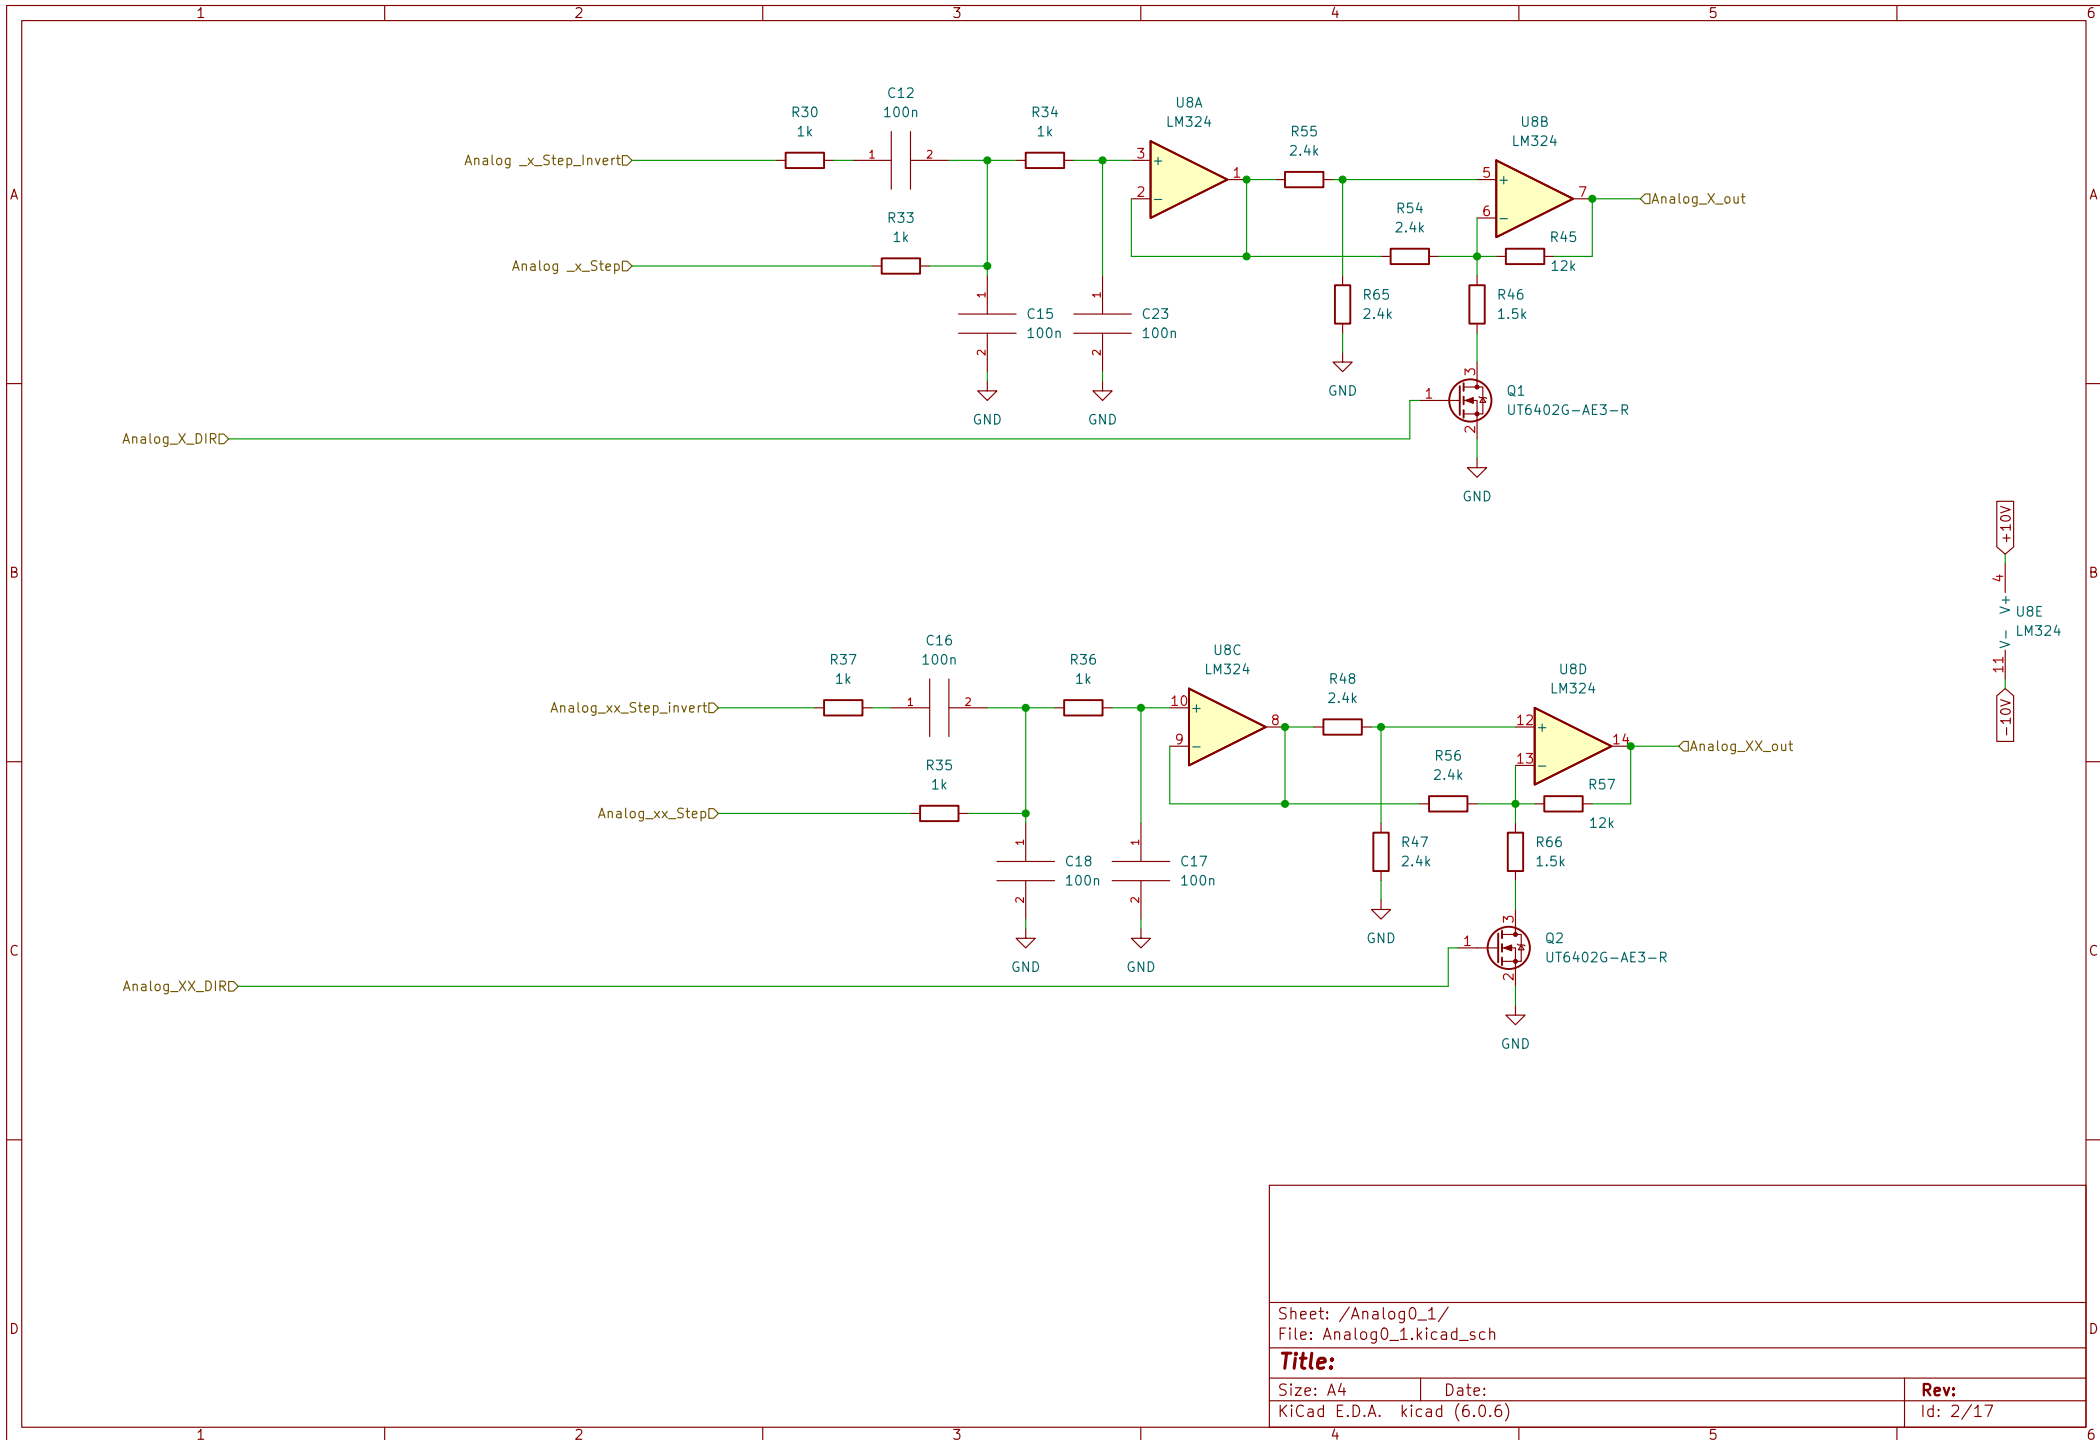 1 2 3 4 5 6
A
B
C
D
A
B
C
D
1 2 3 4 5 6
C12
100n
R30
1k
R34
1k
U8A
LM324
R55
2.4k
U8B
LM324
Analog _x_Step_Invert
1 2
3
+
2
−
1
5
+
6
−
7
Analog_X_out
R33
1k
R54
2.4k
R45
12k
Analog _x_Step
1
2
C15
100n
1
2
C23
100n
R65
2.4k
R46
1.5k
GND
GND
GND
3
1
2
Q1
UT6402G-AE3-R
Analog_X_DIR
GND
+10V
4
V+
U8E
LM324
V-
11
-10V
C16
100n
R37
1k
R36
1k
U8C
LM324
R48
2.4k
U8D
LM324
Analog_xx_Step_invert
1 2
10
+
9
−
8
12
+
13
−
14
Analog_XX_out
R35
1k
R56
2.4k
R57
12k
Analog_xx_Step
1
2
C18
100n
1
2
C17
100n
R47
2.4k
R66
1.5k
GND
GND
GND
3
1
2
Q2
UT6402G-AE3-R
Analog_XX_DIR
GND
Sheet: /Analog0_1/
File: Analog0_1.kicad_sch
Title:
Size: A4 Date: Rev:
KiCad E.D.A. kicad (6.0.6) Id: 2/17